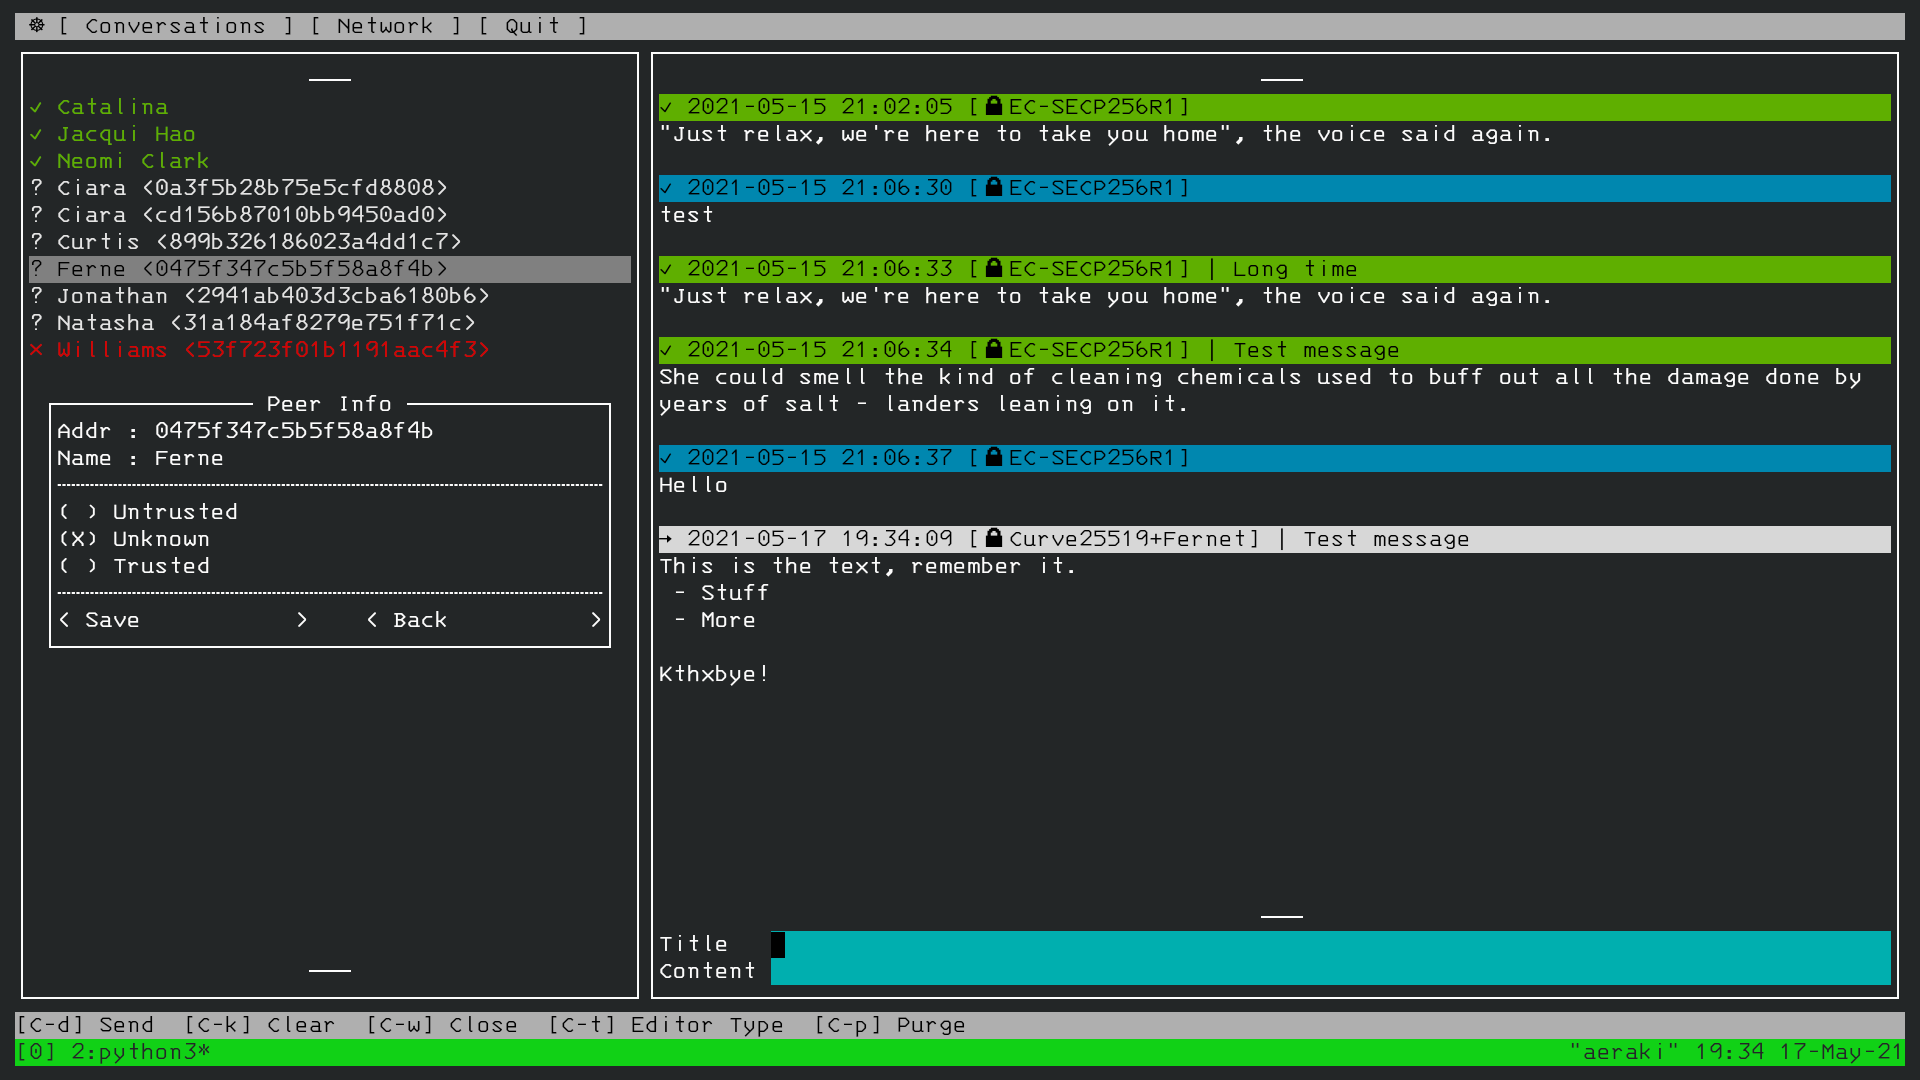 [ Conversations ] [ Network ] [ Quit ]
✓ Catalina
✓ Jacqui Hao
✓ Neomi Clark
? Ciara <0a3f5b28b75e5cfd8808>
? Ciara <cd156b87010bb9450ad0>
? Curtis <899b326186023a4dd1c7>
? Ferne <0475f347c5b5f58a8f4b>
? Jonathan <2941ab403d3cba6180b6>
? Natasha <31a184af8279e751f71c>
✕ Williams <53f723f01b1191aac4f3>
Peer Info
Addr : 0475f347c5b5f58a8f4b
Name : Ferne
( ) Untrusted
(X) Unknown
( ) Trusted
< Save > < Back >
✓ 2021-05-15 21:02:05 [🔒EC-SECP256R1]
"Just relax, we're here to take you home", the voice said again.
✓ 2021-05-15 21:06:30 [🔒EC-SECP256R1]
test
✓ 2021-05-15 21:06:33 [🔒EC-SECP256R1] | Long time
"Just relax, we're here to take you home", the voice said again.
✓ 2021-05-15 21:06:34 [🔒EC-SECP256R1] | Test message
She could smell the kind of cleaning chemicals used to buff out all the damage done by
years of salt - landers leaning on it.
✓ 2021-05-15 21:06:37 [🔒EC-SECP256R1]
Hello
→ 2021-05-17 19:34:09 [🔒Curve25519+Fernet] | Test message
This is the text, remember it.
- Stuff
- More
Kthxbye!
Title
Content
[C-d] Send [C-k] Clear [C-w] Close [C-t] Editor Type [C-p] Purge
[0] 2:python3* "aeraki" 19:34 17-May-21